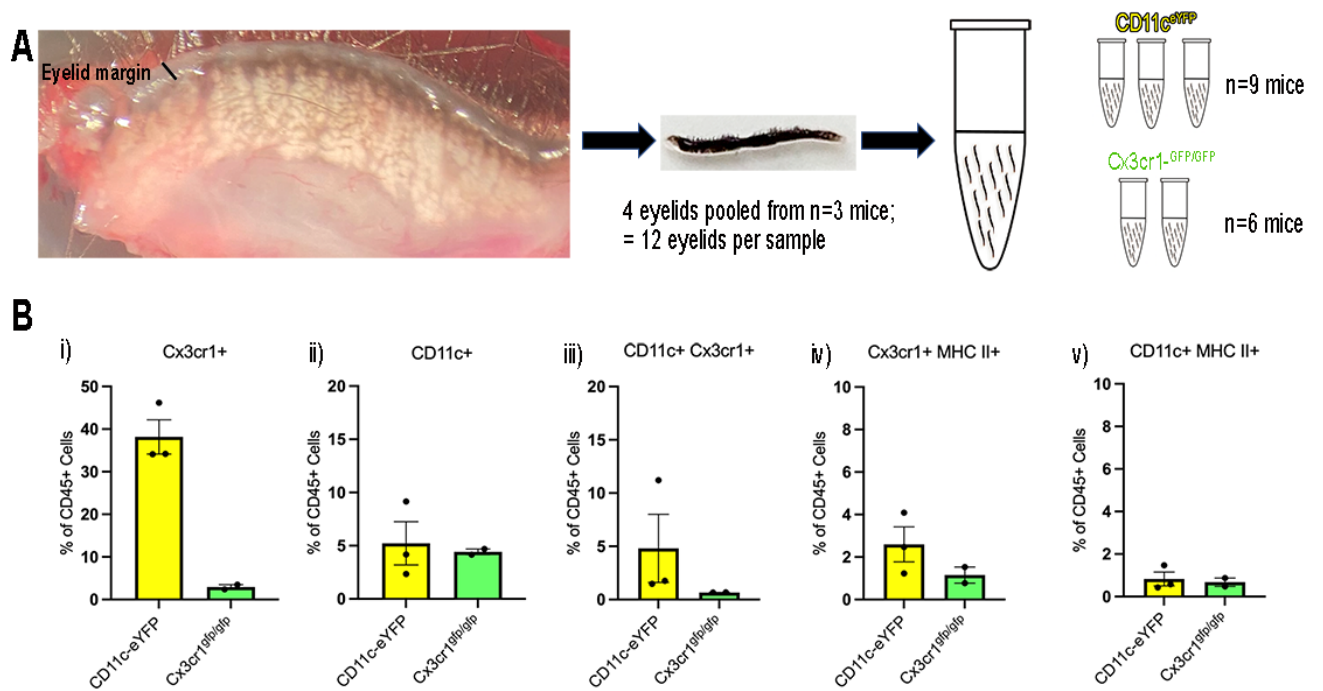 A
Eyelid margin
4 eyelids pooled from n=3 mice;
= 12 eyelids per sample
CD11c eYFP
n=9 mice
Cx3cr1-GFP/GFP
n=6 mice
B
i)
Cx3cr1+
% of CD45+ Cells
50
40
30
20
10
0
CD11c-eYFP
Cx3cr1gfp/gfp
ii)
CD11c+
% of CD45+ Cells
20
15
10
5
0
CD11c-eYFP
Cx3cr1gfp/gfp
iii)
CD11c+ Cx3cr1+
% of CD45+ Cells
20
15
10
5
0
CD11c-eYFP
Cx3cr1gfp/gfp
iv)
Cx3cr1+ MHC II+
% of CD45+ Cells
10
8
6
4
2
0
CD11c-eYFP
Cx3cr1gfp/gfp
v)
CD11c+ MHC II+
% of CD45+ Cells
10
8
6
4
2
0
CD11c-eYFP
Cx3cr1gfp/gfp